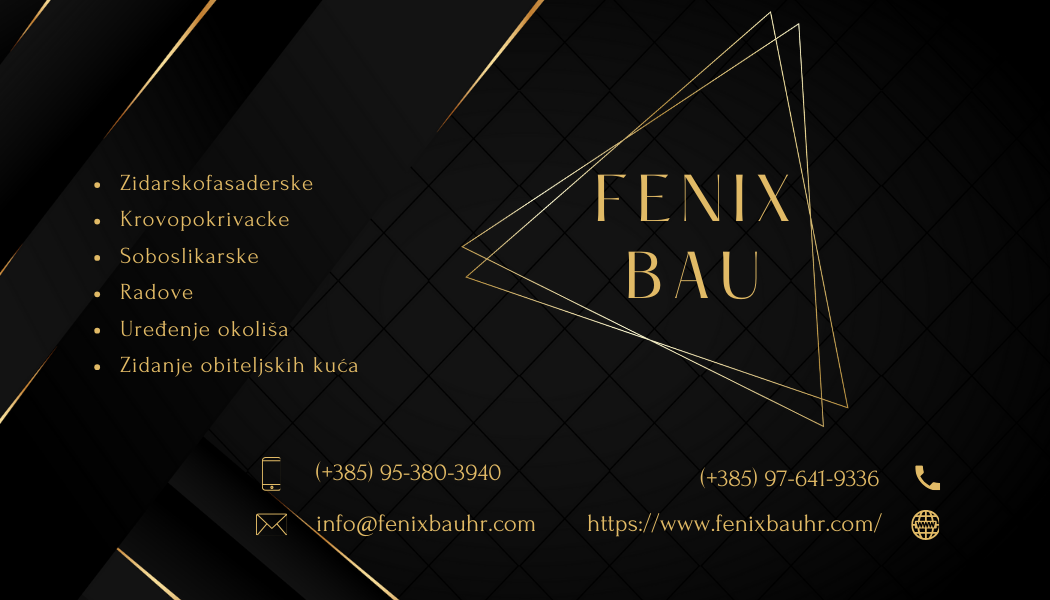 FENIX
BAU
Zidarskofasaderske
Krovopokrivacke
Soboslikarske
Radove
Uređenje okoliša
Zidanje obiteljskih kuća
(+385) 95-380-3940
(+385) 97-641-9336
info@fenixbauhr.com
https://www.fenixbauhr.com/